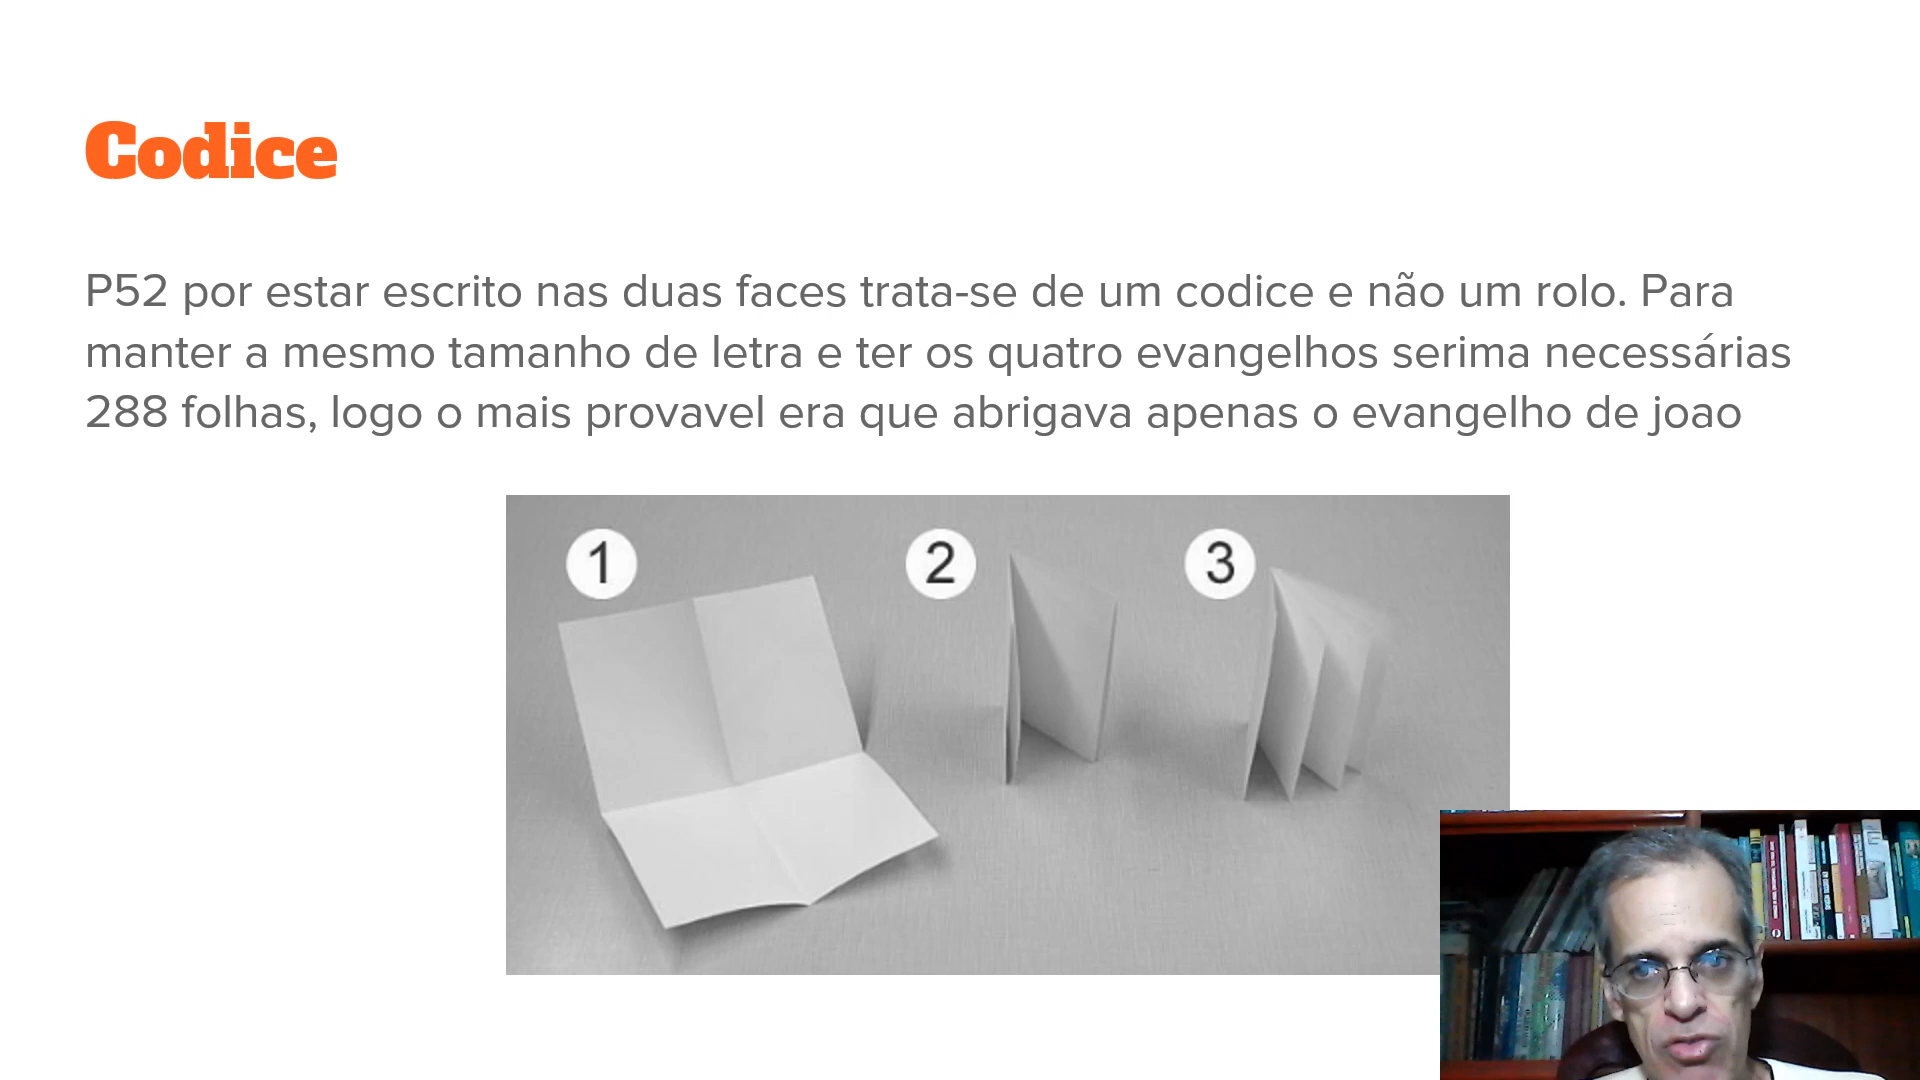 Codice
P52 por estar escrito nas duas faces trata-se de um codice e não um rolo. Para
manter a mesmo tamanho de letra e ter os quatro evangelhos serima necessárias
288 folhas, logo o mais provavel era que abrigava apenas o evangelho de joao
1 2 3